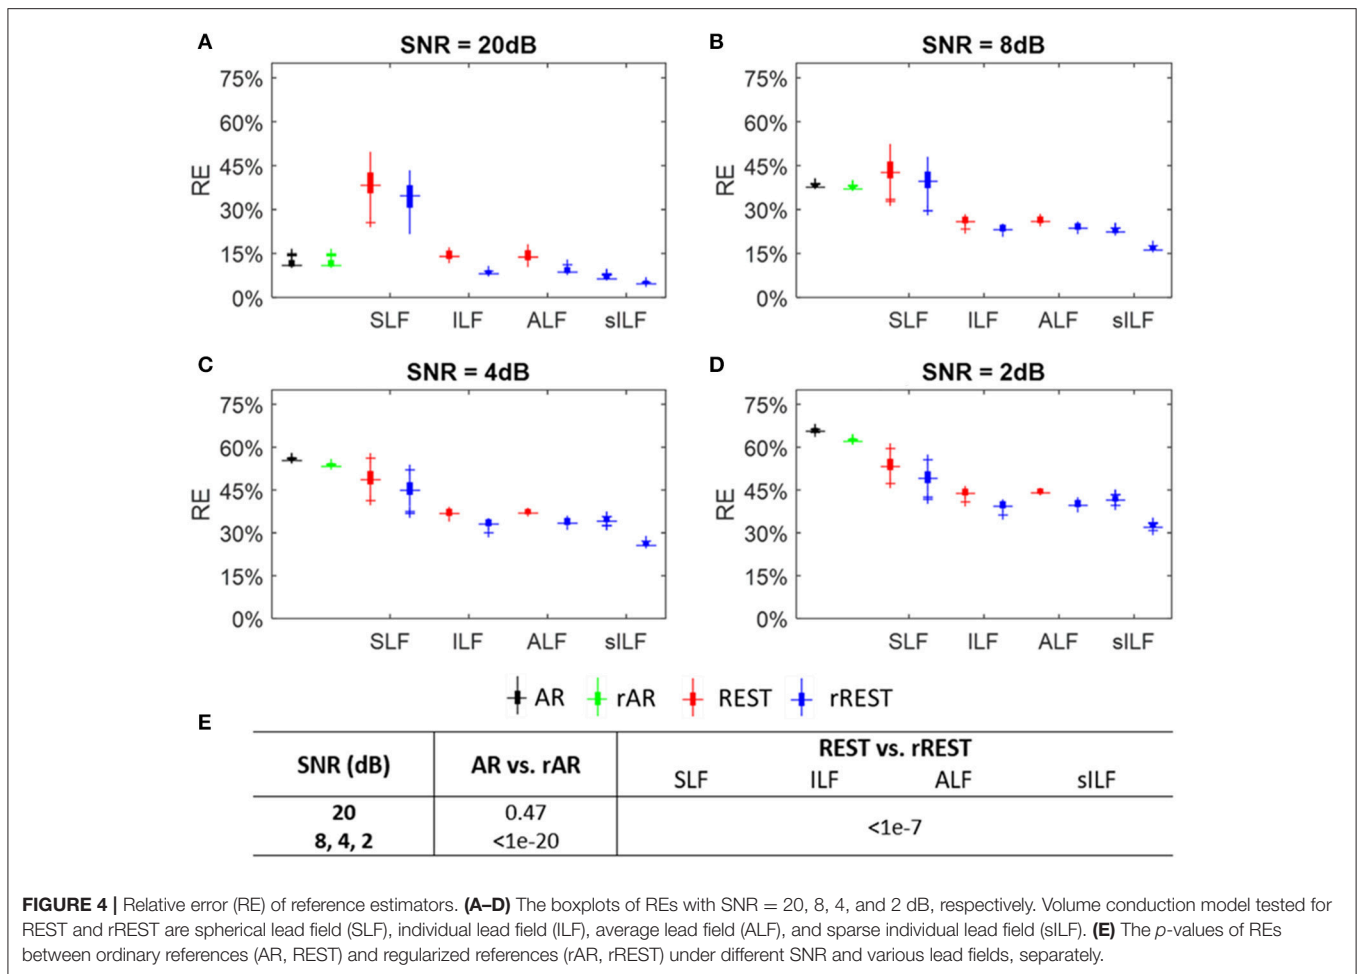 A
SNR = 20dB
RE
75%
60%
45%
30%
15%
0%
SLF ILF ALF sILF
B
SNR = 8dB
RE
75%
60%
45%
30%
15%
0%
SLF ILF ALF sILF
C
SNR = 4dB
RE
75%
60%
45%
30%
15%
0%
SLF ILF ALF sILF
D
SNR = 2dB
RE
75%
60%
45%
30%
15%
0%
SLF ILF ALF sILF
AR rAR REST rREST
E
SNR (dB) AR vs. rAR REST vs. rREST
SLF ILF ALF sILF
20 0.47 <1e-7
8, 4, 2 <1e-20
FIGURE 4 | Relative error (RE) of reference estimators. (A–D) The boxplots of REs with SNR = 20, 8, 4, and 2 dB, respectively. Volume conduction model tested for
REST and rREST are spherical lead field (SLF), individual lead field (ILF), average lead field (ALF), and sparse individual lead field (sILF). (E) The p-values of REs
between ordinary references (AR, REST) and regularized references (rAR, rREST) under different SNR and various lead fields, separately.